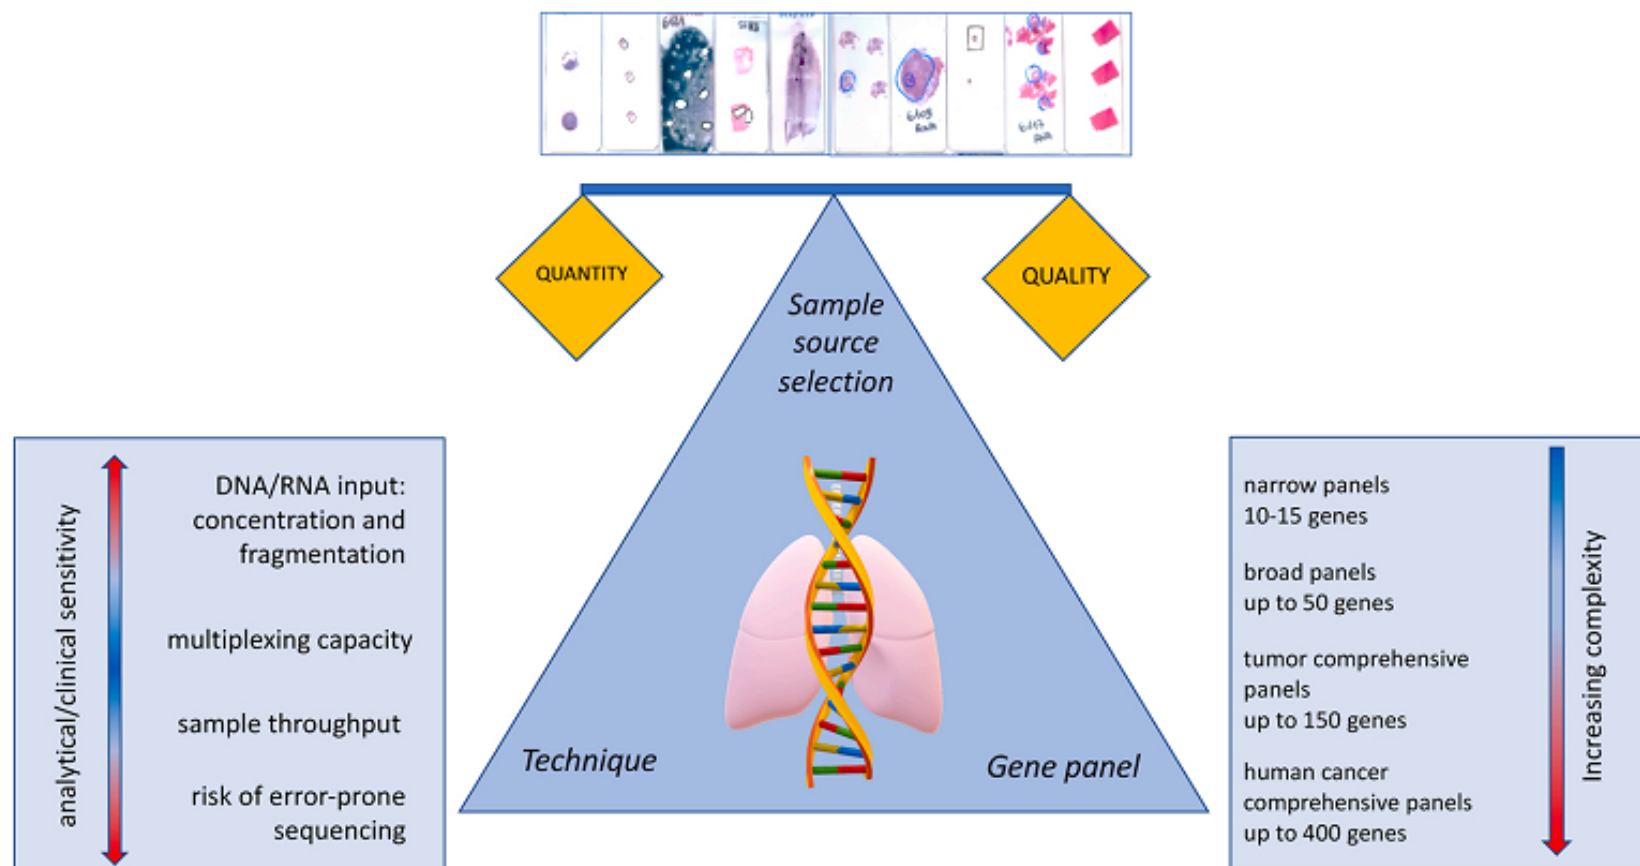 QUANTITY
QUALITY
Sample
source
selection
Technique
Gene panel
analytical/clinical sensitivity
DNA/RNA input:
concentration and
fragmentation
multiplexing capacity
sample throughput
risk of error-prone
sequencing
narrow panels
10-15 genes
broad panels
up to 50 genes
tumor comprehensive
panels
up to 150 genes
human cancer
comprehensive panels
up to 400 genes
Increasing complexity